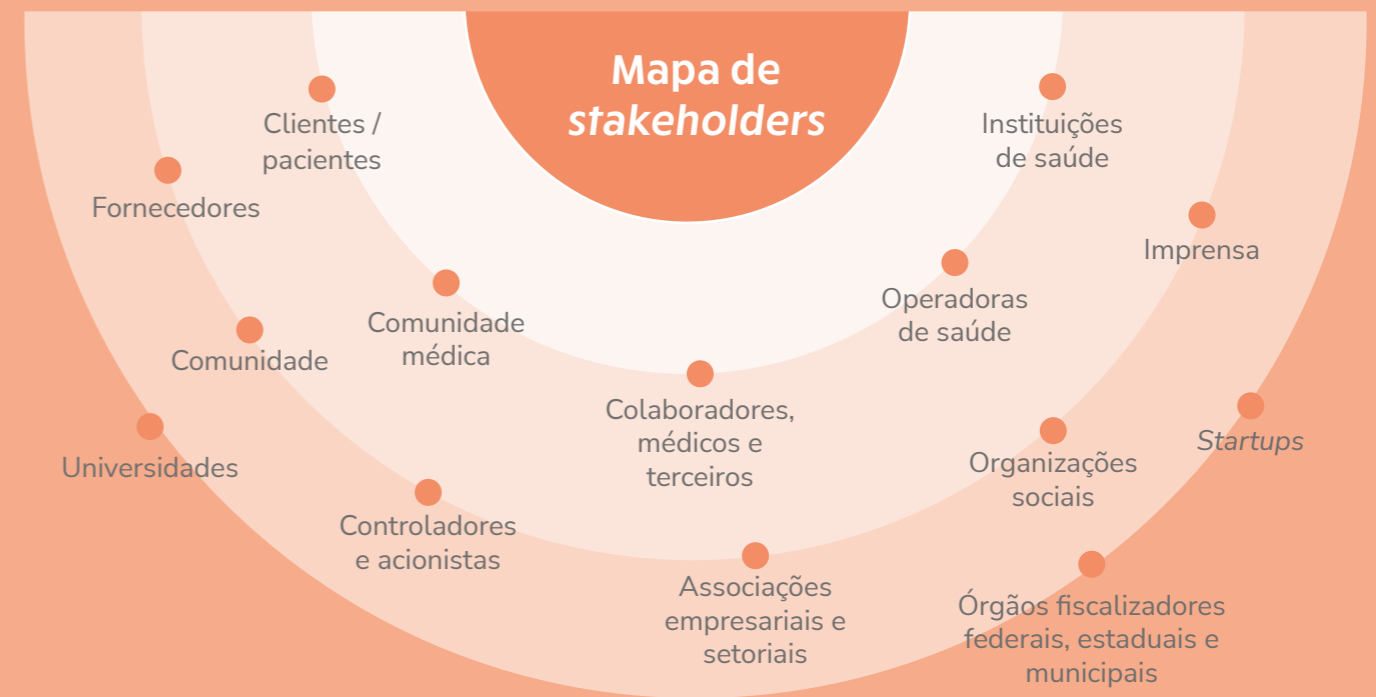 Mapa de
stakeholders
Clientes /
pacientes
Instituições
de saúde
Fornecedores
Imprensa
Comunidade
médica
Operadoras
de saúde
Comunidade
Colaboradores,
médicos e
terceiros
Universidades
Organizações
sociais
Startups
Controladores
e acionistas
Associações
empresariais e
setoriais
Órgãos fiscalizadores
federais, estaduais e
municipais